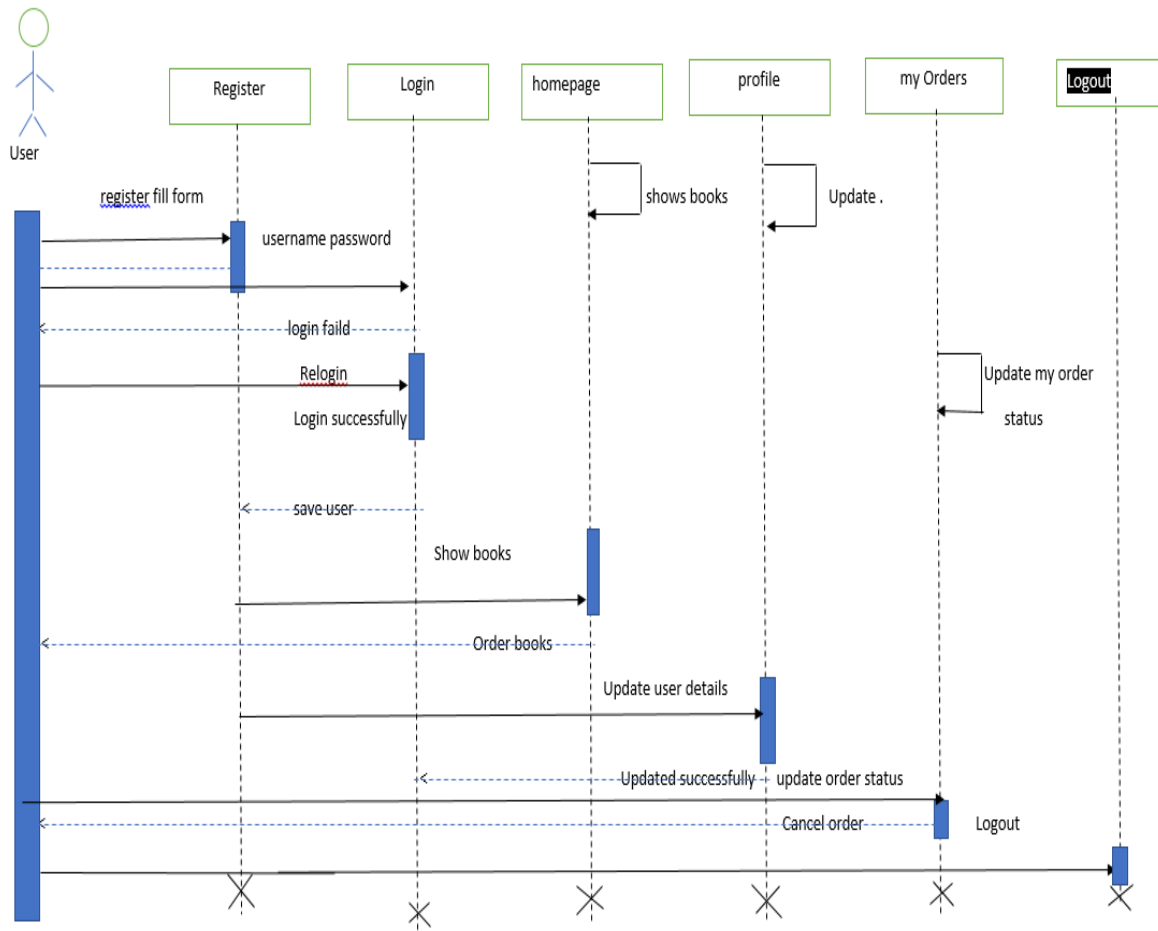 Register
Login
homepage
profile
my Orders
Logout
User
register fill form
shows books
Update .
username password
login faild
Relogin
Update my order
status
Login successfully
save user
Show books
Order books
Update user details
Updated successfully
update order status
Cancel order
Logout